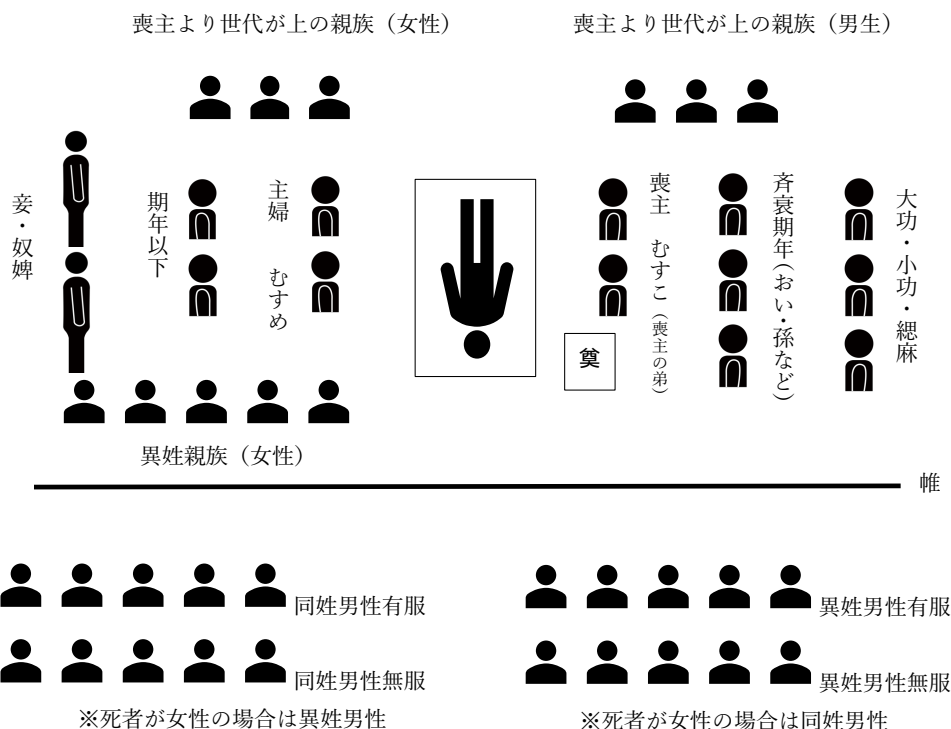 喪主より世代が上の親族（女性）
喪主より世代が上の親族（男生）
妾・奴婢
期年以下
主婦　むすめ
喪主　むすこ（喪主の弟）
斉衰期年（おい・孫など）
大功・小功・緦麻
奠
異姓親族（女性）
帷
同姓男性有服
異姓男性有服
同姓男性無服
異姓男性無服
※死者が女性の場合は異姓男性
※死者が女性の場合は同姓男性